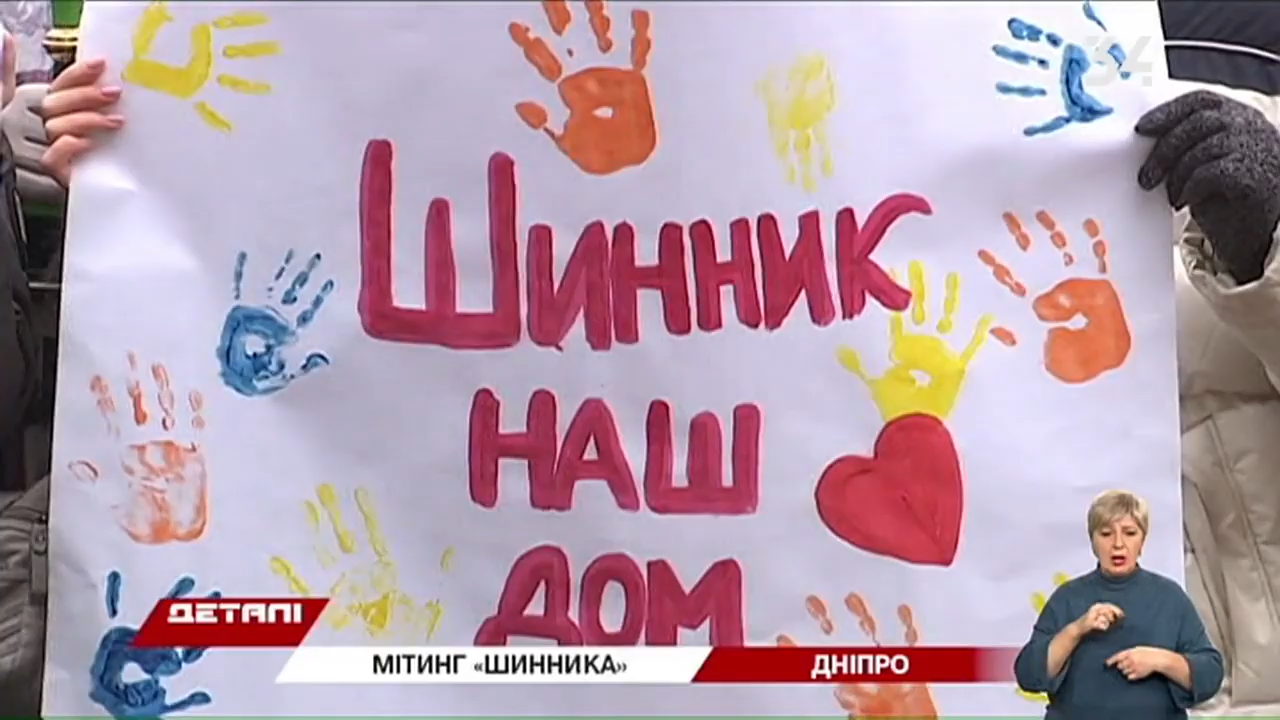 34
Шинник
наш
дом
ДЕТАЛІ
МІТИНГ «ШИННИКА»
ДНІПРО